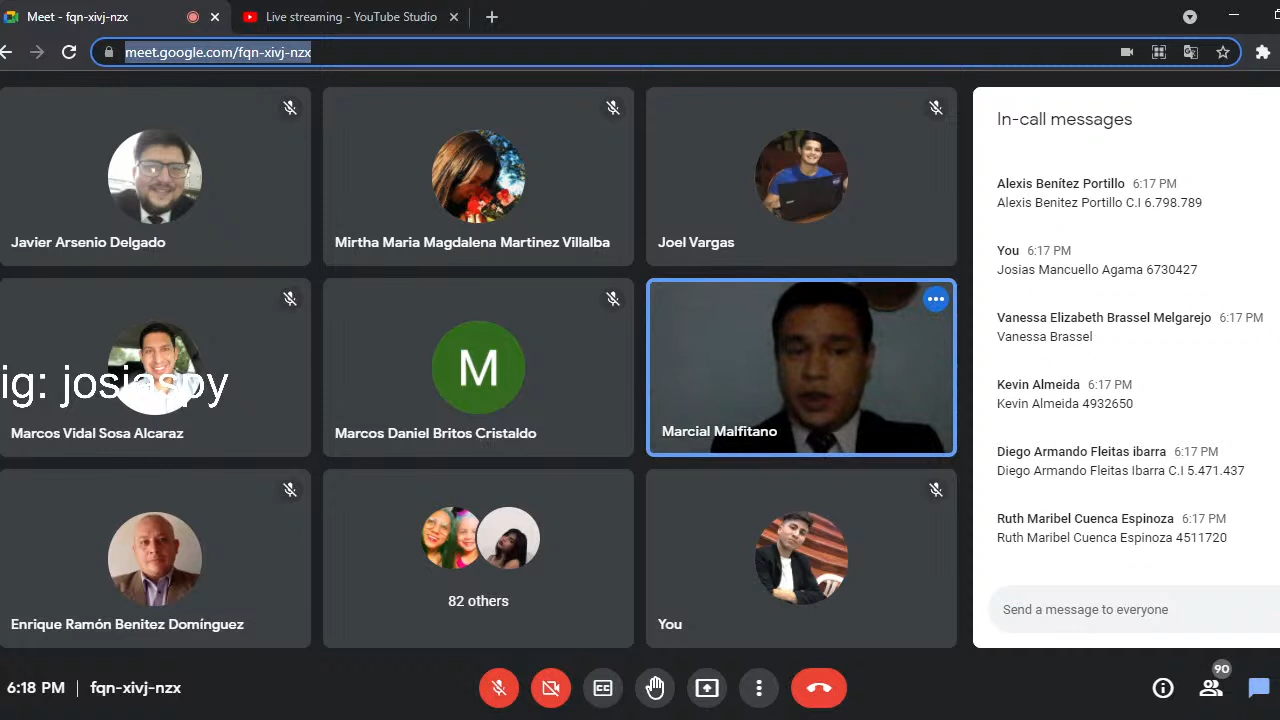 Meet - fqn-xivj-nzx
Live streaming - YouTube Studio
meet.google.com/fqn-xivj-nzx
Javier Arsenio Delgado
Mirtha Maria Magdalena Martinez Villalba
Joel Vargas
ig: josiaspy
Marcos Vidal Sosa Alcaraz
M
Marcos Daniel Britos Cristaldo
Marcial Malfitano
Enrique Ramón Benitez Domínguez
82 others
You
In-call messages
Alexis Benítez Portillo 6:17 PM
Alexis Benitez Portillo C.I 6.798.789
You 6:17 PM
Josias Mancuello Agama 6730427
Vanessa Elizabeth Brassel Melgarejo 6:17 PM
Vanessa Brassel
Kevin Almeida 6:17 PM
Kevin Almeida 4932650
Diego Armando Fleitas ibarra 6:17 PM
Diego Armando Fleitas Ibarra C.I 5.471.437
Ruth Maribel Cuenca Espinoza 6:17 PM
Ruth Maribel Cuenca Espinoza 4511720
Send a message to everyone
6:18 PM | fqn-xivj-nzx
CC
90